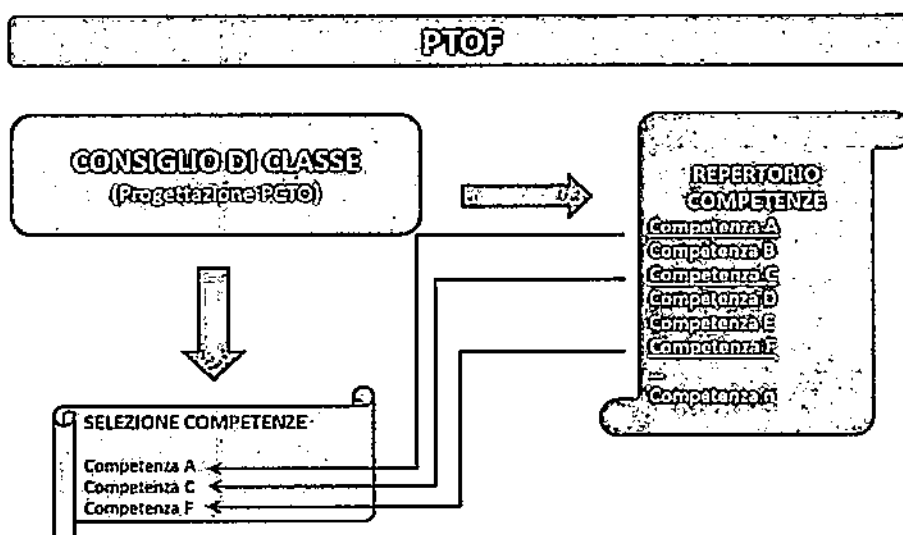 PTOF
CONSIGLIO DI CLASSE
(Progettazione PCTO)
REPERTORIO
COMPETENZE
Competenza A
Competenza B
Competenza C
Competenza D
Competenza E
Competenza F
...
Competenza n
SELEZIONE COMPETENZE
Competenza A
Competenza C
Competenza F